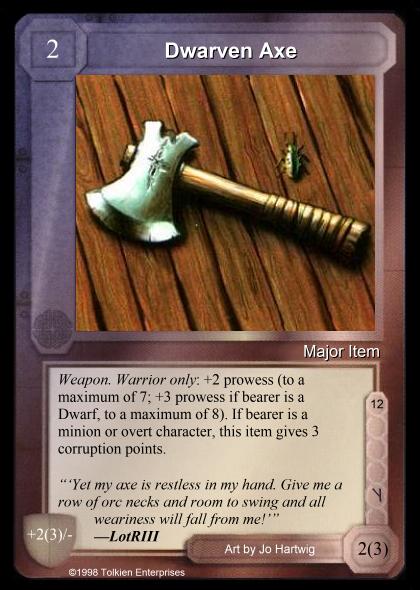 2
Dwarven Axe
Major Item
Weapon. Warrior only: +2 prowess (to a
maximum of 7; +3 prowess if bearer is a
Dwarf, to a maximum of 8). If bearer is a
minion or overt character, this item gives 3
corruption points.
12
“‘Yet my axe is restless in my hand. Give me a
row of orc necks and room to swing and all
weariness will fall from me!’”
—LotRIII
+2(3)/-
Art by Jo Hartwig
2(3)
©1998 Tolkien Enterprises